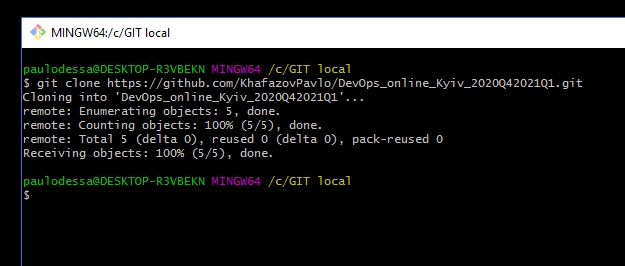 MINGW64:/c/GIT local
paulodessa@DESKTOP-R3VBEKN MINGW64 /c/GIT local
$ git clone https://github.com/KhafazovPavlo/DevOps_online_Kyiv_2020Q42021Q1.git
Cloning into 'DevOps_online_Kyiv_2020Q42021Q1'...
remote: Enumerating objects: 5, done.
remote: Counting objects: 100% (5/5), done.
remote: Total 5 (delta 0), reused 0 (delta 0), pack-reused 0
Receiving objects: 100% (5/5), done.
paulodessa@DESKTOP-R3VBEKN MINGW64 /c/GIT local
$